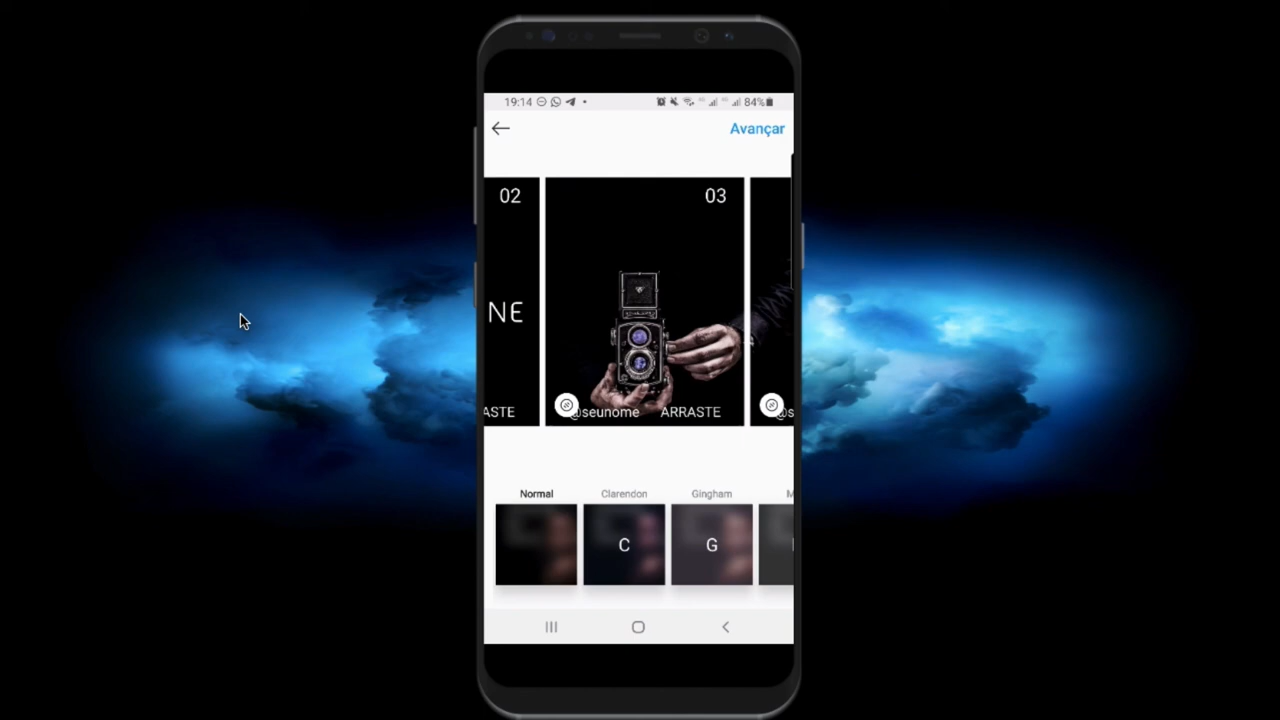 19:14
84%
Avançar
02
03
NE
ASTE
@seunome
ARRASTE
@s
Normal
Clarendon
Gingham
M
C
G